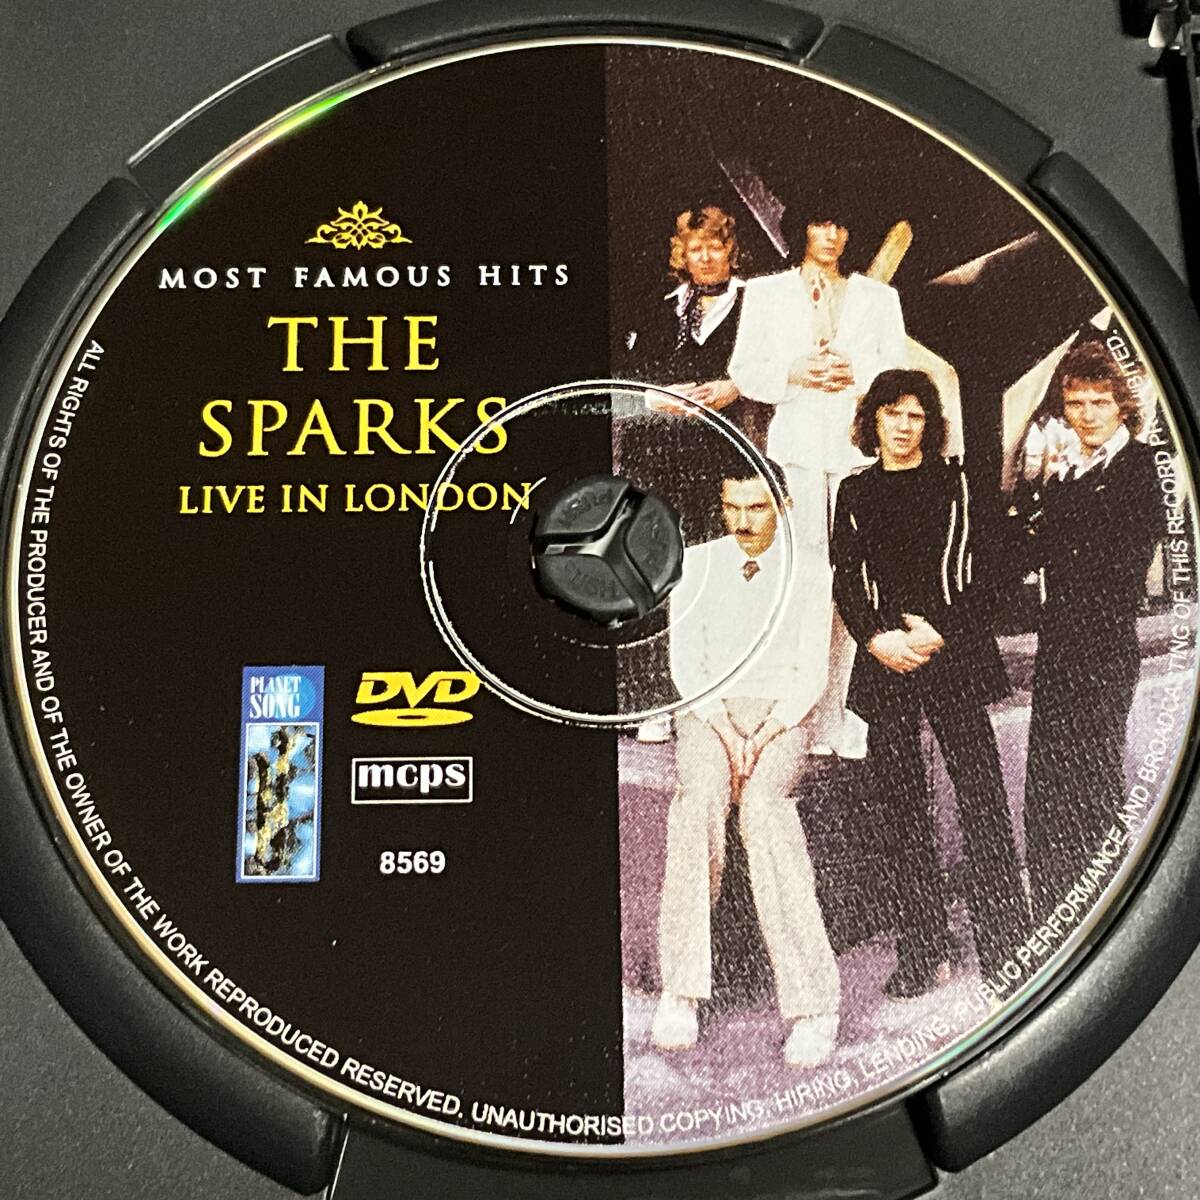 MOST FAMOUS HITS
THE
SPARKS
LIVE IN LONDON
PLANET
SONG
DVD
mcps
8569
ALL RIGHTS OF THE PRODUCER AND OF THE OWNER OF THE WORK REPRODUCED RESERVED. UNAUTHORISED COPYING, HIRING, LENDING, PUBLIC PERFORMANCE AND BROADCASTING OF THIS RECORD PROHIBITED.